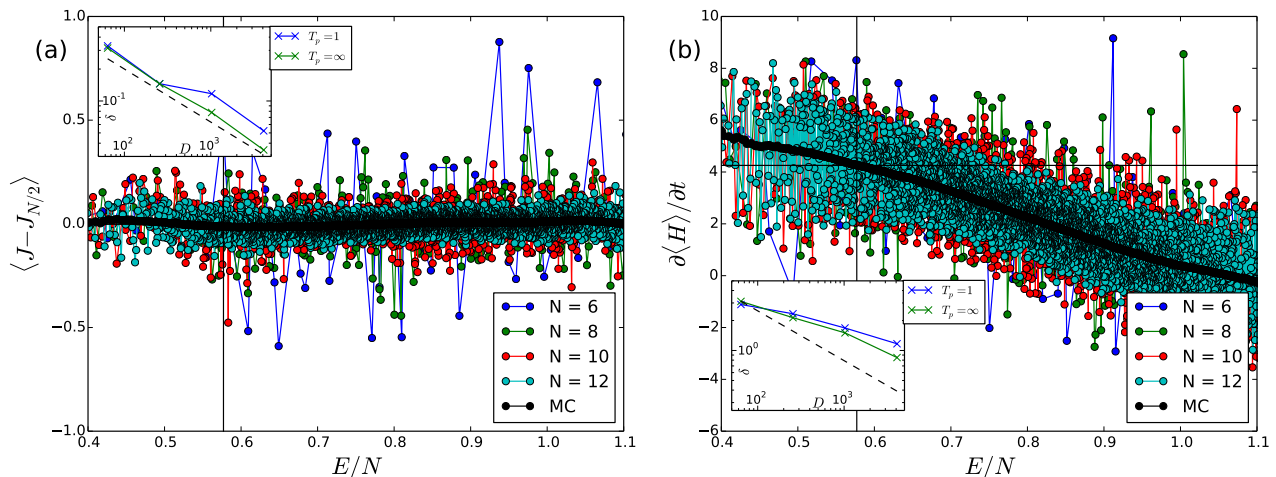 (a)
1.0
0.5
0.0
−0.5
−1.0
⟨J−J_{N/2}⟩
0.4 0.5 0.6 0.7 0.8 0.9 1.0 1.1
E/N
T_p=1
T_p=∞
10^{-1}
δ
10^2 D 10^3
N = 6
N = 8
N = 10
N = 12
MC
(b)
10
8
6
4
2
0
−2
−4
−6
∂⟨H⟩/∂t
0.4 0.5 0.6 0.7 0.8 0.9 1.0 1.1
E/N
T_p=1
T_p=∞
10^0
δ
10^2 D 10^3
N = 6
N = 8
N = 10
N = 12
MC